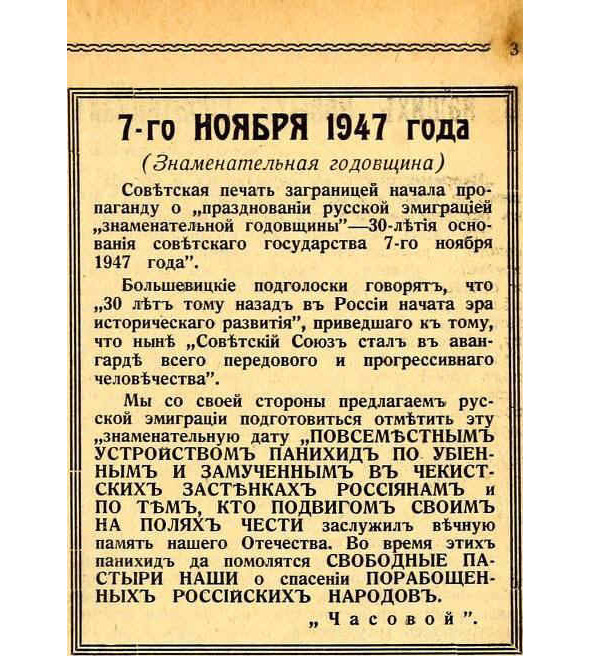 3
7-го НОЯБРЯ 1947 года
(Знаменательная годовщина)
Совѣтская печать заграницей начала про-
паганду о „праздновании русской эмиграціей
„знаменательной годовщины"—30-лѣтія осно-
ванія совѣтскаго государства 7-го ноября
1947 года".
Большевицкіе подголоски говорятъ, что
„30 лѣтъ тому назадъ въ Россіи начата эра
историческаго развитія", приведшаго къ тому,
что нынѣ „Совѣтскій Союзъ сталъ въ аван-
гардѣ всего передового и прогрессивнаго
человѣчества".
Мы со своей стороны предлагаемъ рус-
ской эмиграціи подготовиться отмѣтить эту
„знаменательную дату „ПОВСЕМѢСТНЫМЪ
УСТРОЙСТВОМЪ ПАНИХИДЪ ПО УБІЕН-
НЫМЪ И ЗАМУЧЕННЫМЪ ВЪ ЧЕКИСТ-
СКИХЪ ЗАСТѢНКАХЪ РОССІЯНАМЪ и
ПО ТѢМЪ, КТО ПОДВИГОМЪ СВОИМЪ
НА ПОЛЯХЪ ЧЕСТИ заслужилъ вѣчную
память нашего Отечества. Во время этихъ
панихидъ да помолятся СВОБОДНЫЕ ПА-
СТЫРИ НАШИ о спасеніи ПОРАБОЩЕН-
НЫХЪ РОССІЙСКИХЪ НАРОДОВЪ.
„Часовой".